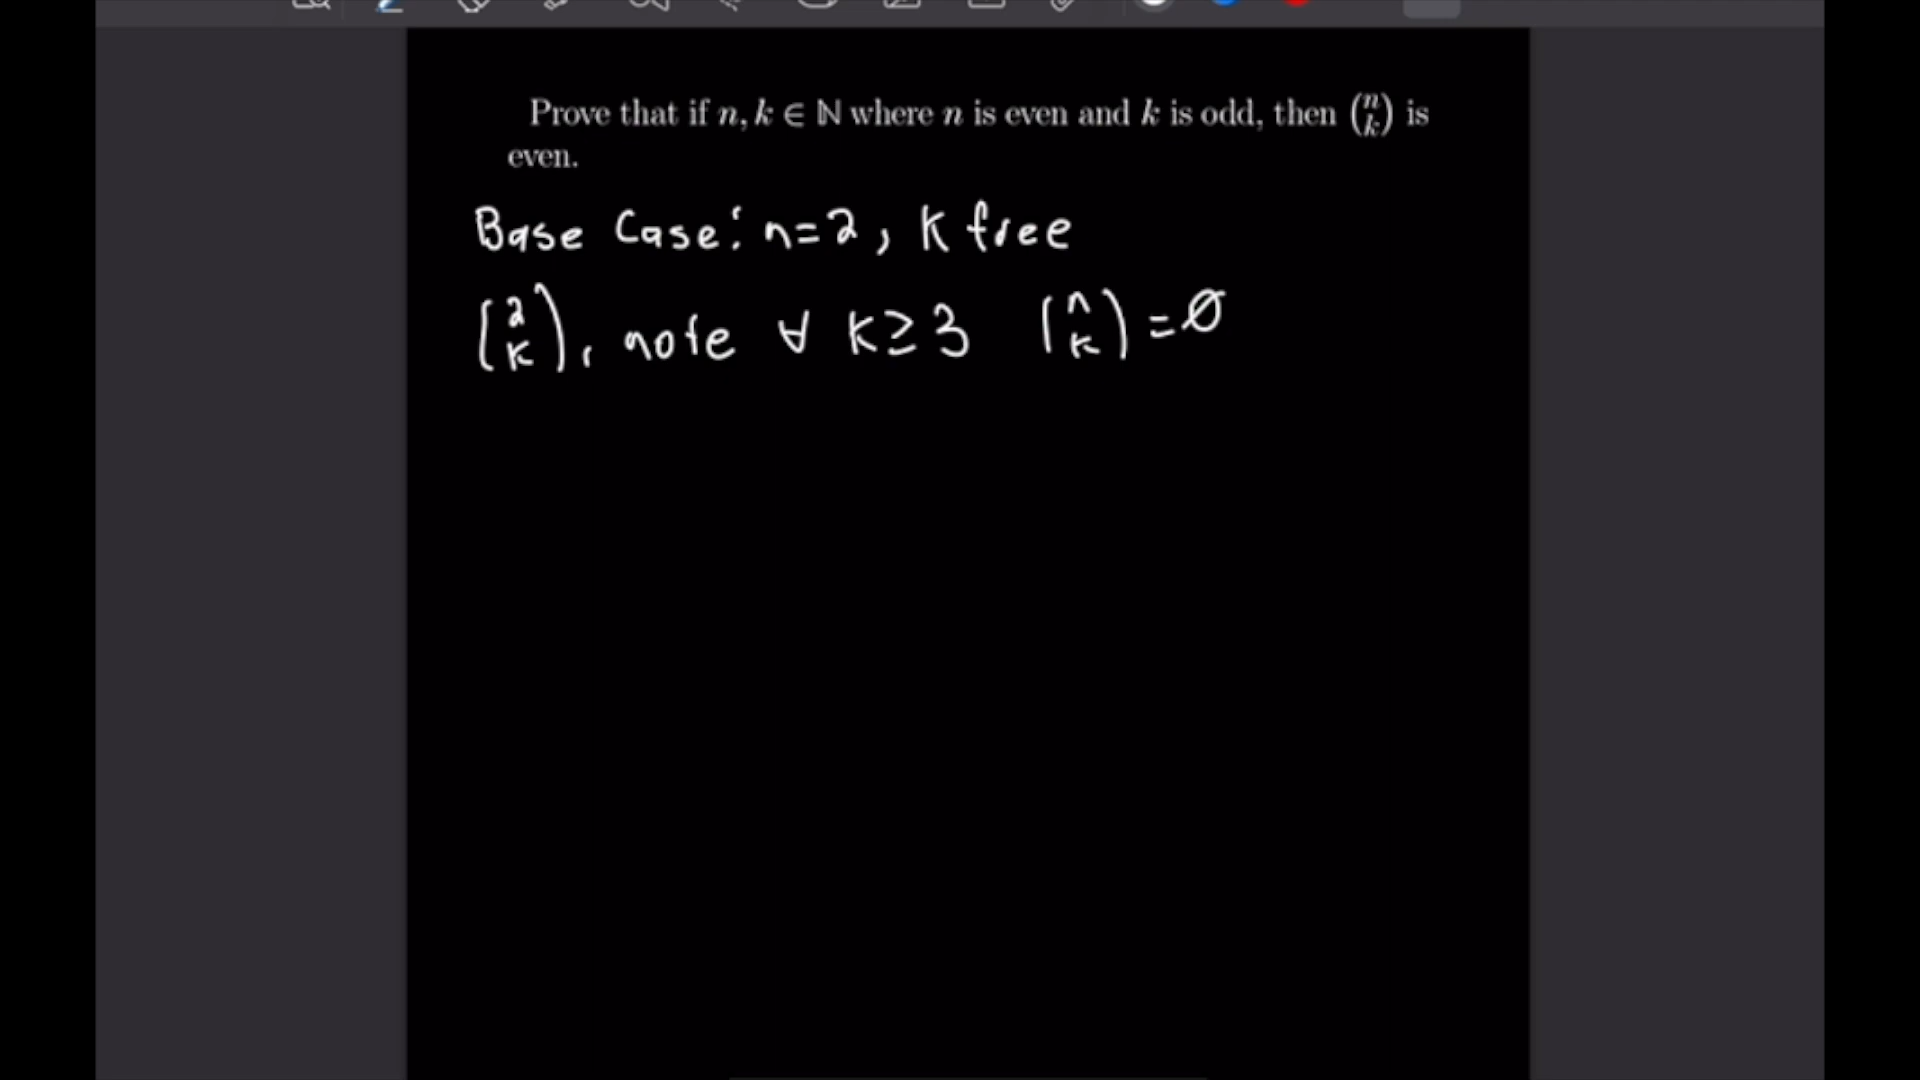 Prove that if n, k ∈ ℕ where n is even and k is odd, then (n k) is
even.
Base Case: n=2, k free
(2 k), note ∀ k≥3 (n k) = ∅